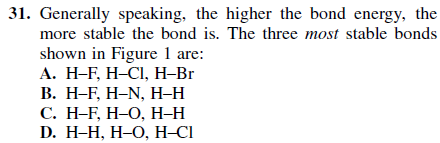 31. Generally speaking, the higher the bond energy, the
more stable the bond is. The three most stable bonds
shown in Figure 1 are:
A. H–F, H–Cl, H–Br
B. H–F, H–N, H–H
C. H–F, H–O, H–H
D. H–H, H–O, H–Cl